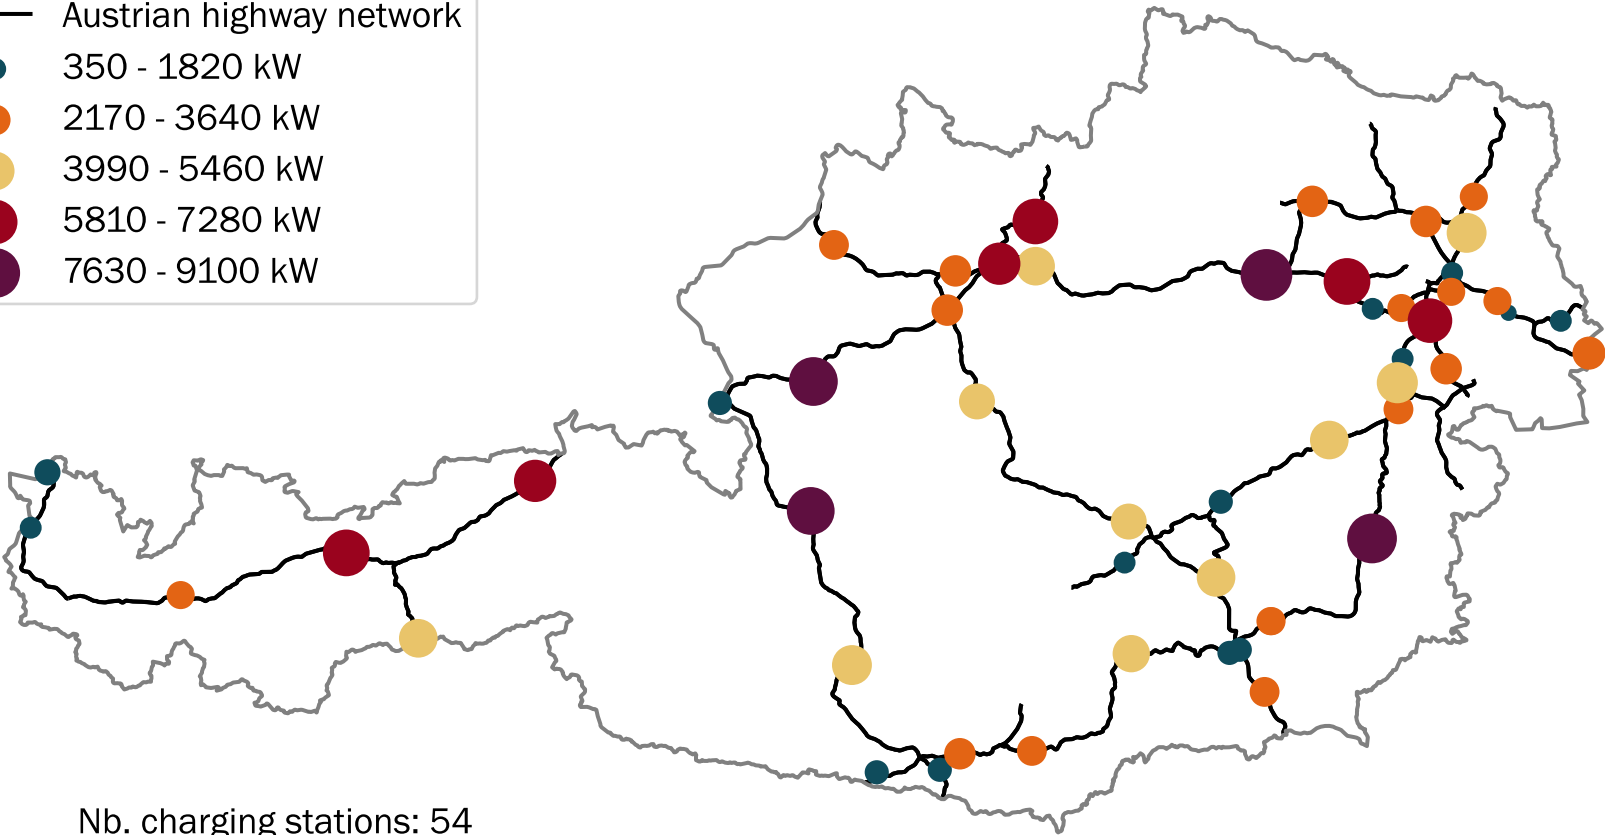 Austrian highway network
350 - 1820 kW
2170 - 3640 kW
3990 - 5460 kW
5810 - 7280 kW
7630 - 9100 kW
Nb. charging stations: 54